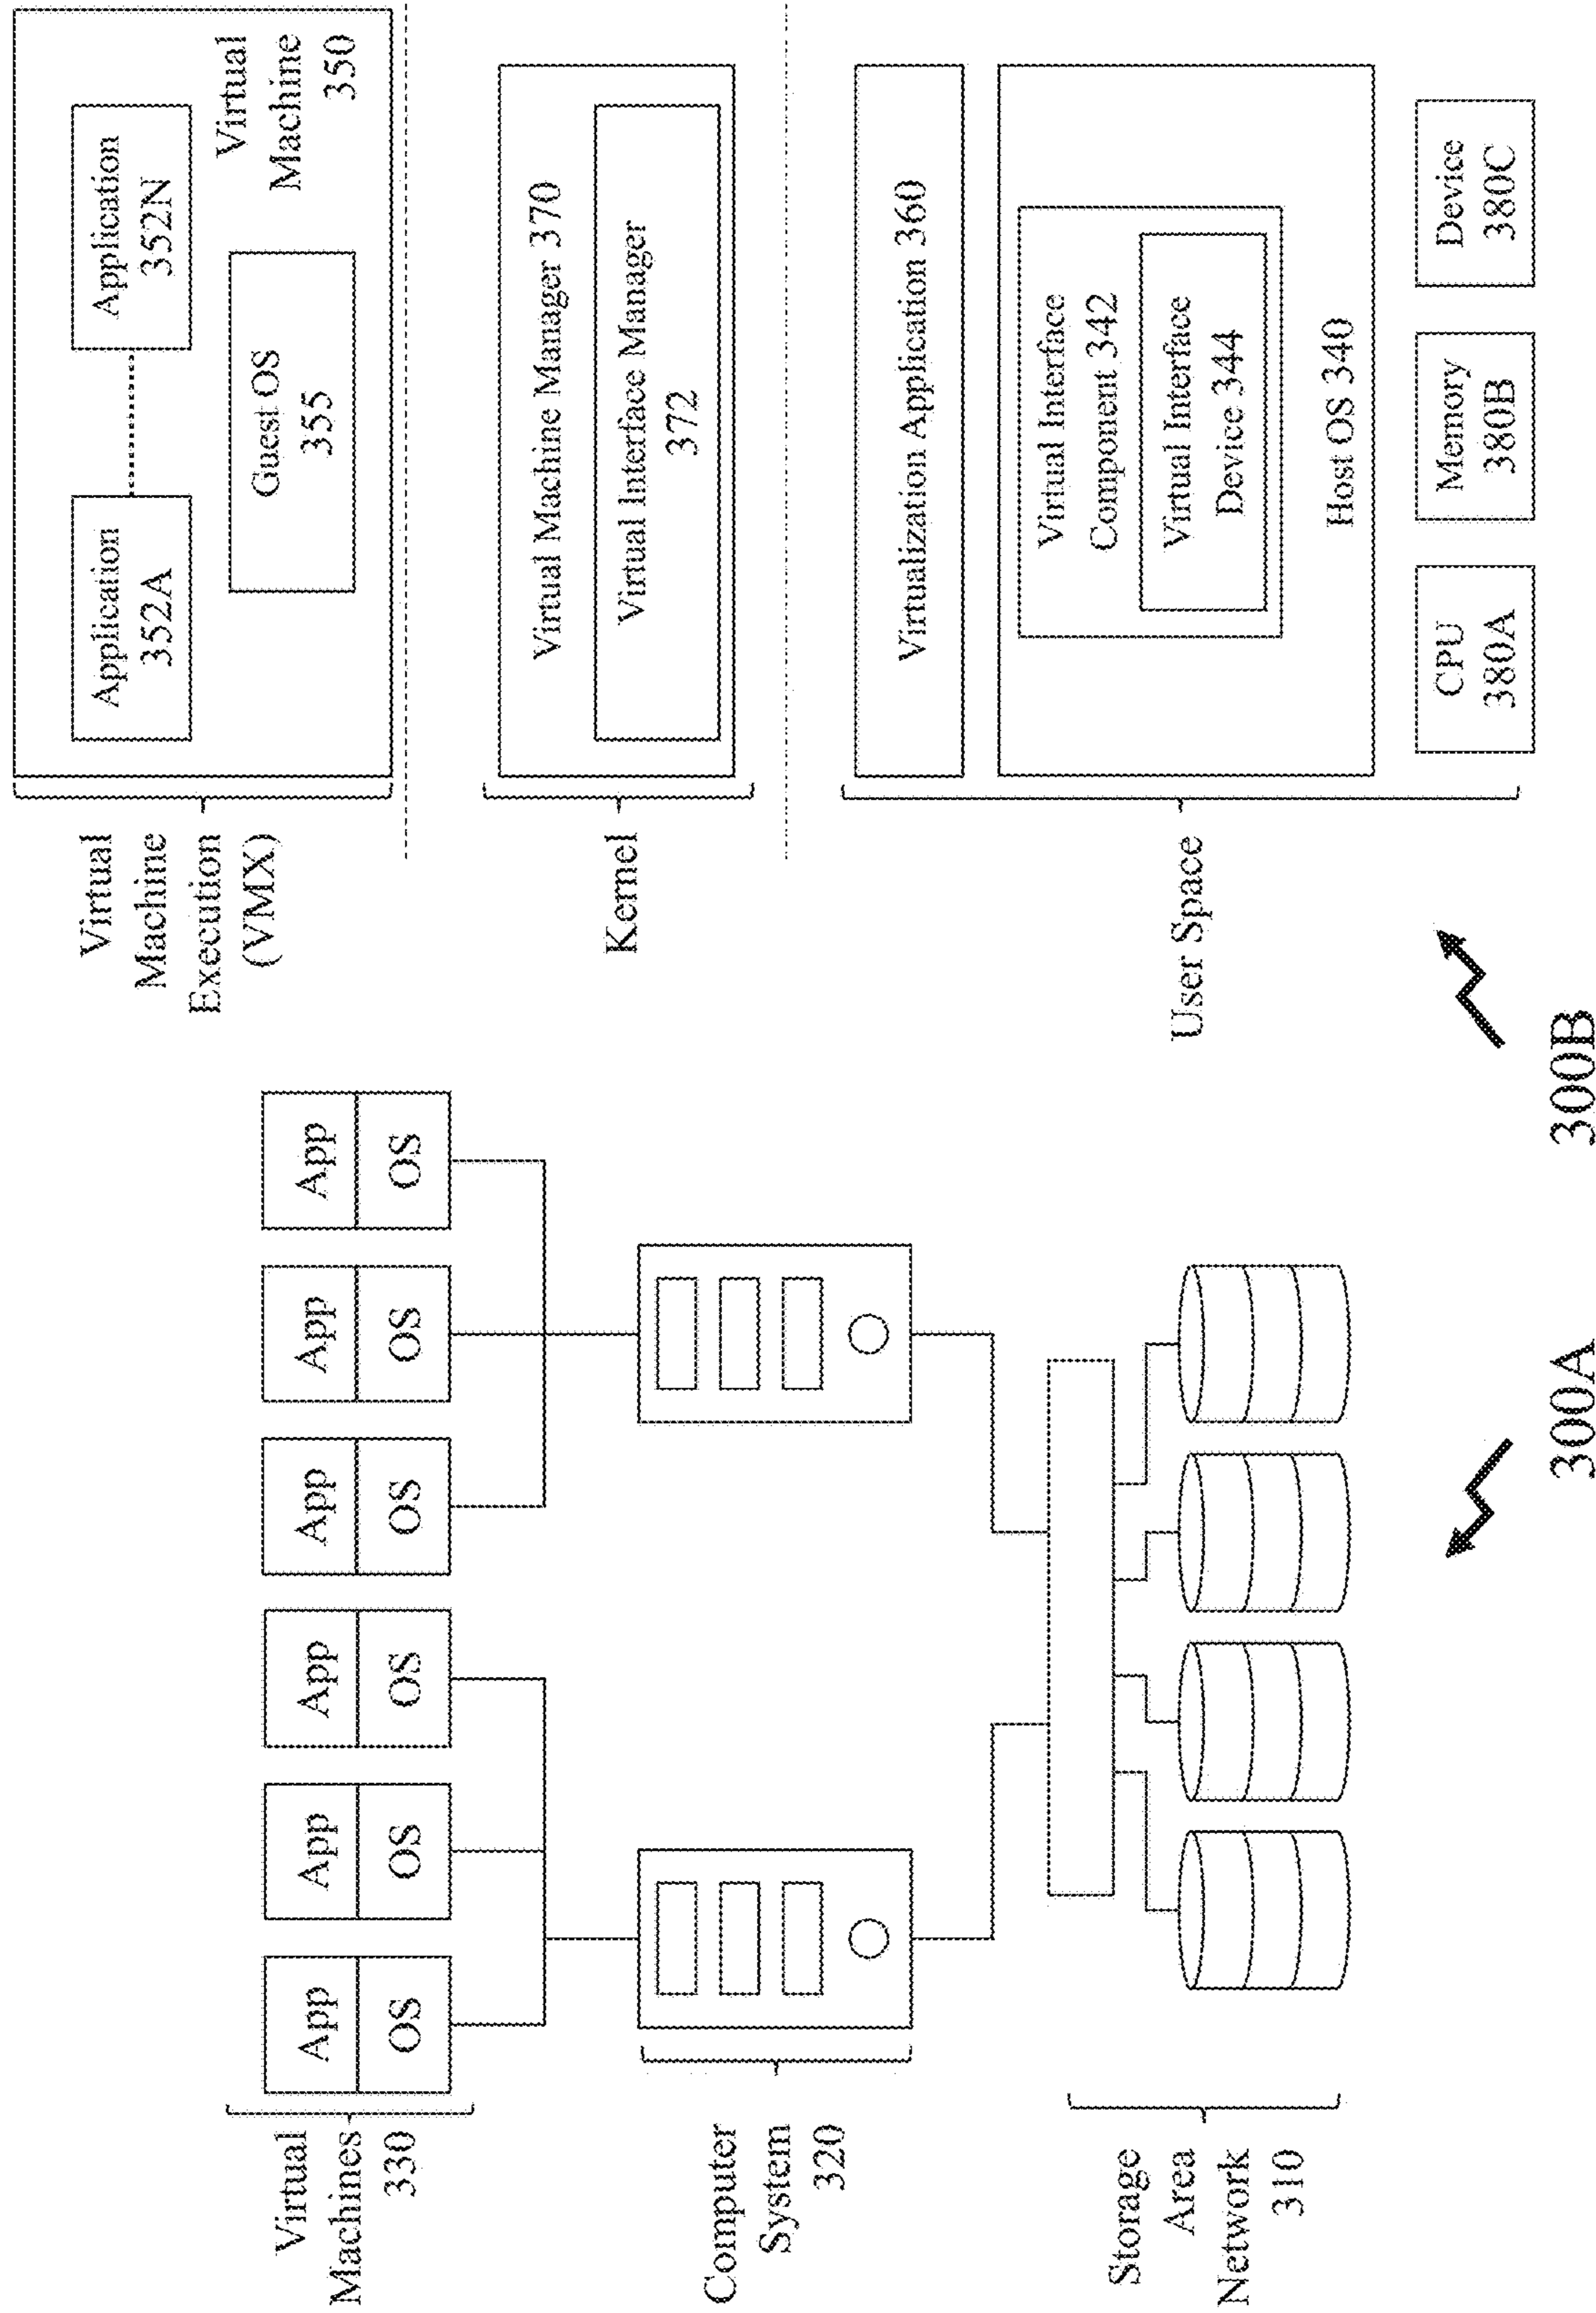 Virtual
Machines
330
App
OS
App
OS
App
OS
App
OS
App
OS
App
OS
Computer
System
320
Storage
Area
Network
310
300A
Virtual
Machine
Execution
(VMX)
Application
352A
Application
352N
Guest OS
355
Virtual
Machine
350
Kernel
Virtual Machine Manager 370
Virtual Interface Manager
372
User Space
Virtualization Application 360
Virtual Interface
Component 342
Virtual Interface
Device 344
Host OS 340
CPU
380A
Memory
380B
Device
380C
300B